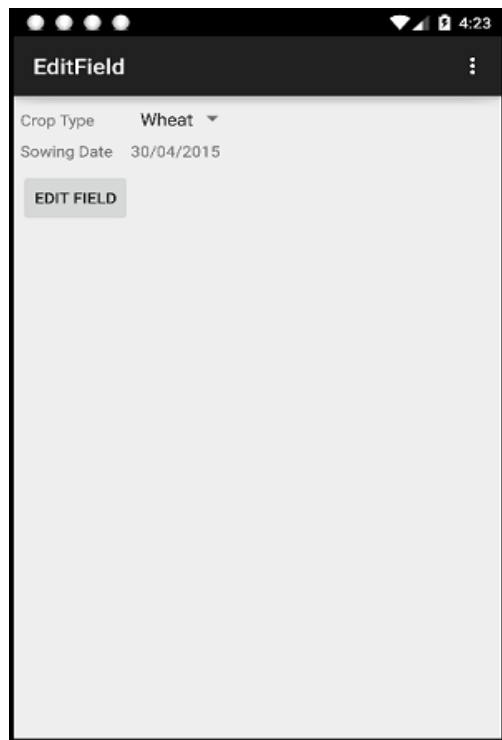 4:23
EditField
Crop Type Wheat
Sowing Date 30/04/2015
EDIT FIELD